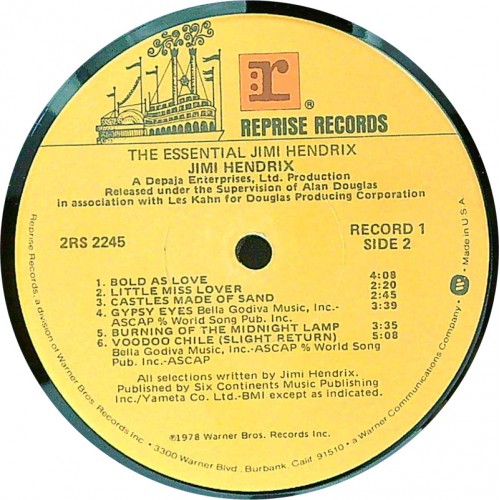 r
®
REPRISE RECORDS
THE ESSENTIAL JIMI HENDRIX
JIMI HENDRIX
A Depaja Enterprises, Ltd. Production
Released under the Supervision of Alan Douglas
in association with Les Kahn for Douglas Producing Corporation
2RS 2245
RECORD 1
SIDE 2
1. BOLD AS LOVE 4:08
2. LITTLE MISS LOVER 2:20
3. CASTLES MADE OF SAND 2:45
4. GYPSY EYES Bella Godiva Music, Inc.- 3:39
ASCAP % World Song Pub. Inc.
5. BURNING OF THE MIDNIGHT LAMP 3:35
6. VOODOO CHILE (SLIGHT RETURN) 5:08
Bella Godiva Music, Inc-ASCAP % World Song
Pub. Inc.-ASCAP
All selections written by Jimi Hendrix.
Published by Six Continents Music Publishing
Inc./Yameta Co. Ltd.-BMI except as indicated.
©1978 Warner Bros. Records Inc.
Reprise Records, a division of Warner Bros. Records Inc. • 3300 Warner Blvd., Burbank, Calif. 91510 • a Warner Communications Company • W • Made in U.S.A.